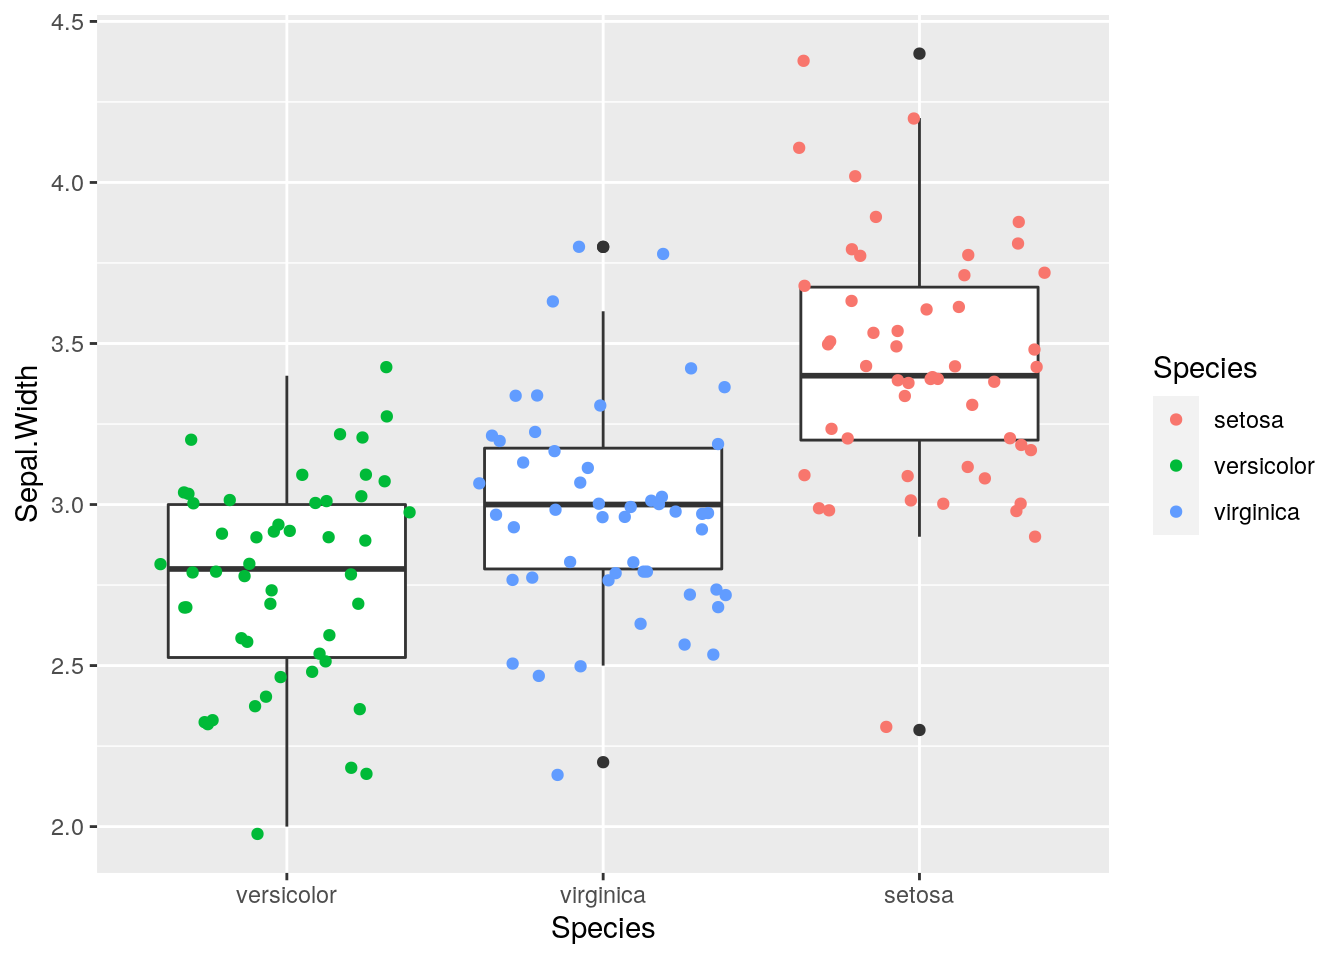 4.5
4.0
3.5
3.0
2.5
2.0
Sepal.Width
versicolor virginica setosa
Species
Species
setosa
versicolor
virginica